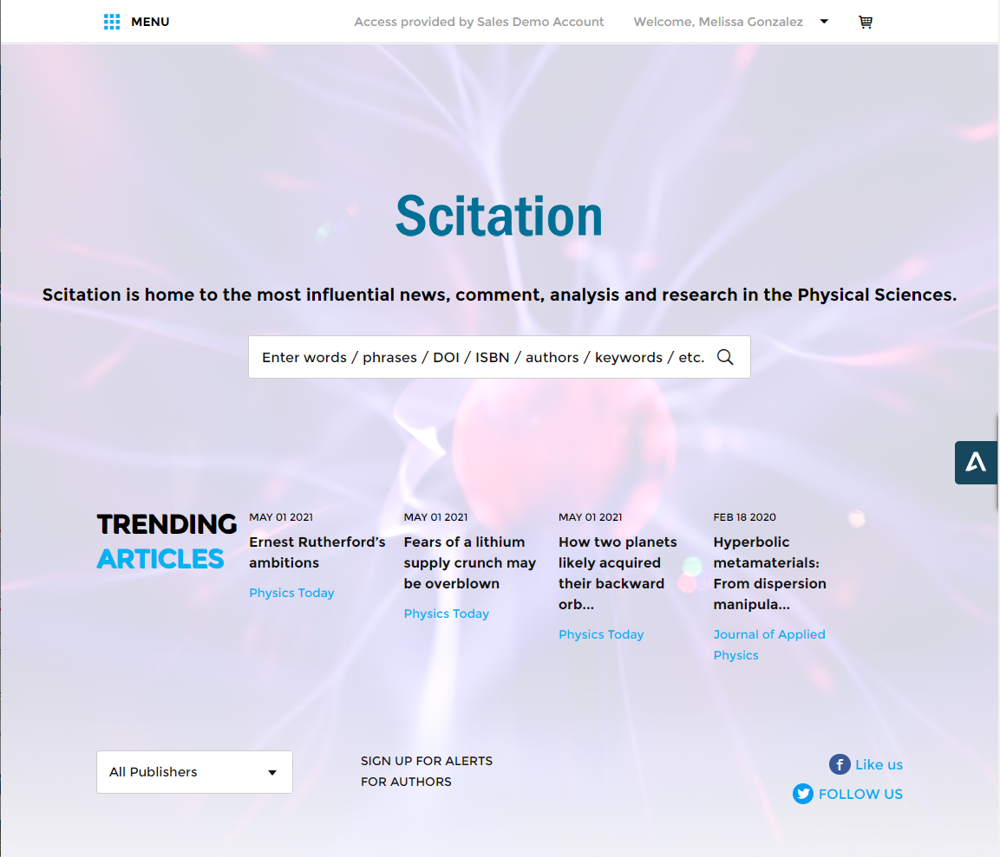 MENU
Access provided by Sales Demo Account
Welcome, Melissa Gonzalez
Scitation
Scitation is home to the most influential news, comment, analysis and research in the Physical Sciences.
Enter words / phrases / DOI / ISBN / authors / keywords / etc.
TRENDING
ARTICLES
MAY 01 2021
Ernest Rutherford’s
ambitions
Physics Today
MAY 01 2021
Fears of a lithium
supply crunch may
be overblown
Physics Today
MAY 01 2021
How two planets
likely acquired
their backward
orb...
Physics Today
FEB 18 2020
Hyperbolic
metamaterials:
From dispersion
manipula...
Journal of Applied
Physics
All Publishers
SIGN UP FOR ALERTS
FOR AUTHORS
Like us
FOLLOW US